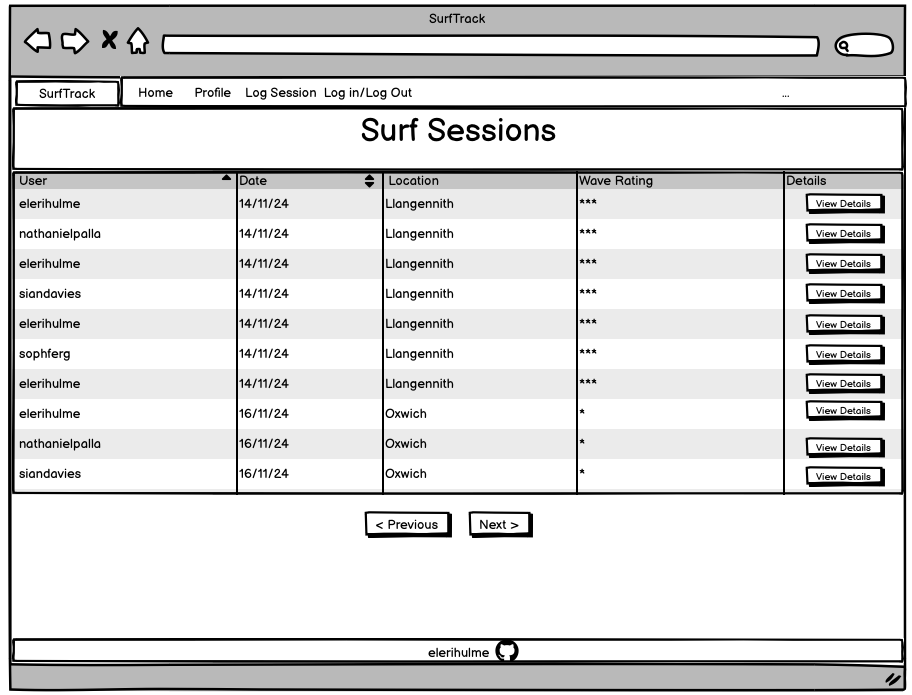 SurfTrack
SurfTrack Home Profile Log Session Log in/Log Out ...
Surf Sessions
User Date Location Wave Rating Details
elerihulme 14/11/24 Llangennith *** View Details
nathanielpalla 14/11/24 Llangennith *** View Details
elerihulme 14/11/24 Llangennith *** View Details
siandavies 14/11/24 Llangennith *** View Details
elerihulme 14/11/24 Llangennith *** View Details
sophferg 14/11/24 Llangennith *** View Details
elerihulme 14/11/24 Llangennith *** View Details
elerihulme 16/11/24 Oxwich * View Details
nathanielpalla 16/11/24 Oxwich * View Details
siandavies 16/11/24 Oxwich * View Details
< Previous Next >
elerihulme